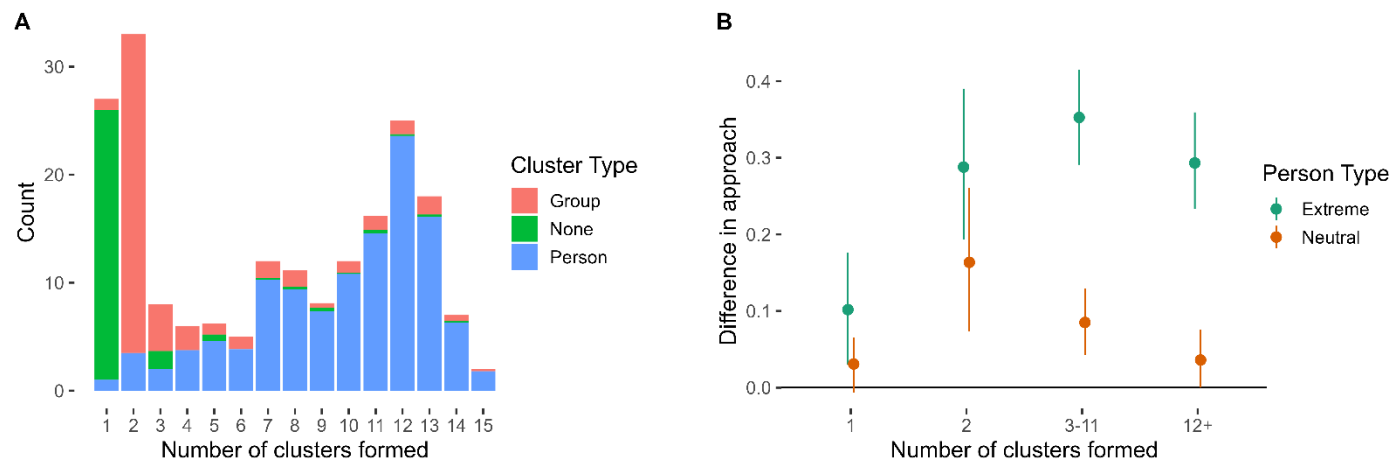 A
Count
30
20
10
0
1 2 3 4 5 6 7 8 9 10 11 12 13 14 15
Number of clusters formed
Cluster Type
Group
None
Person
B
Difference in approach
0.4
0.3
0.2
0.1
0.0
1 2 3-11 12+
Number of clusters formed
Person Type
Extreme
Neutral